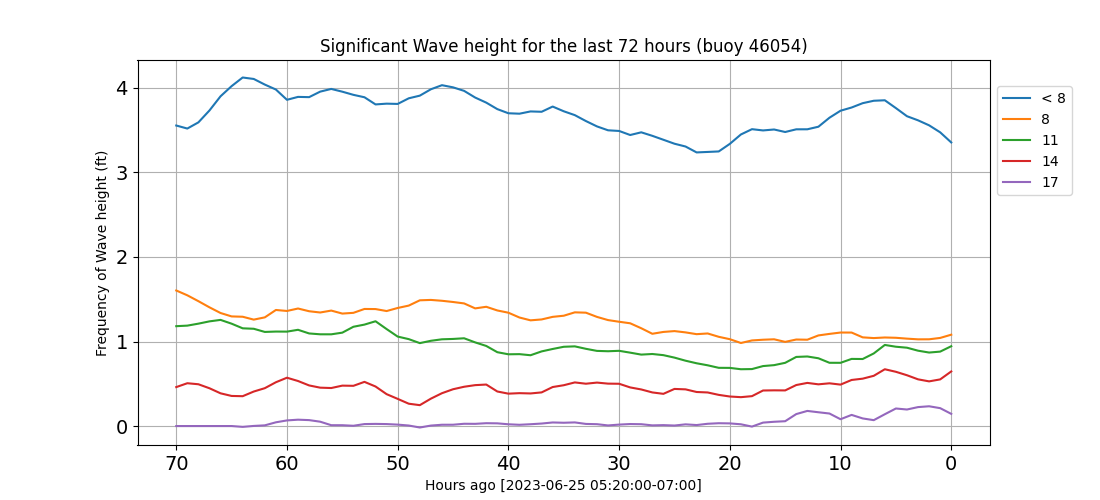 Significant Wave height for the last 72 hours (buoy 46054)
Frequency of Wave height (ft)
4
3
2
1
0
70 60 50 40 30 20 10 0
Hours ago [2023-06-25 05:20:00-07:00]
< 8
8
11
14
17